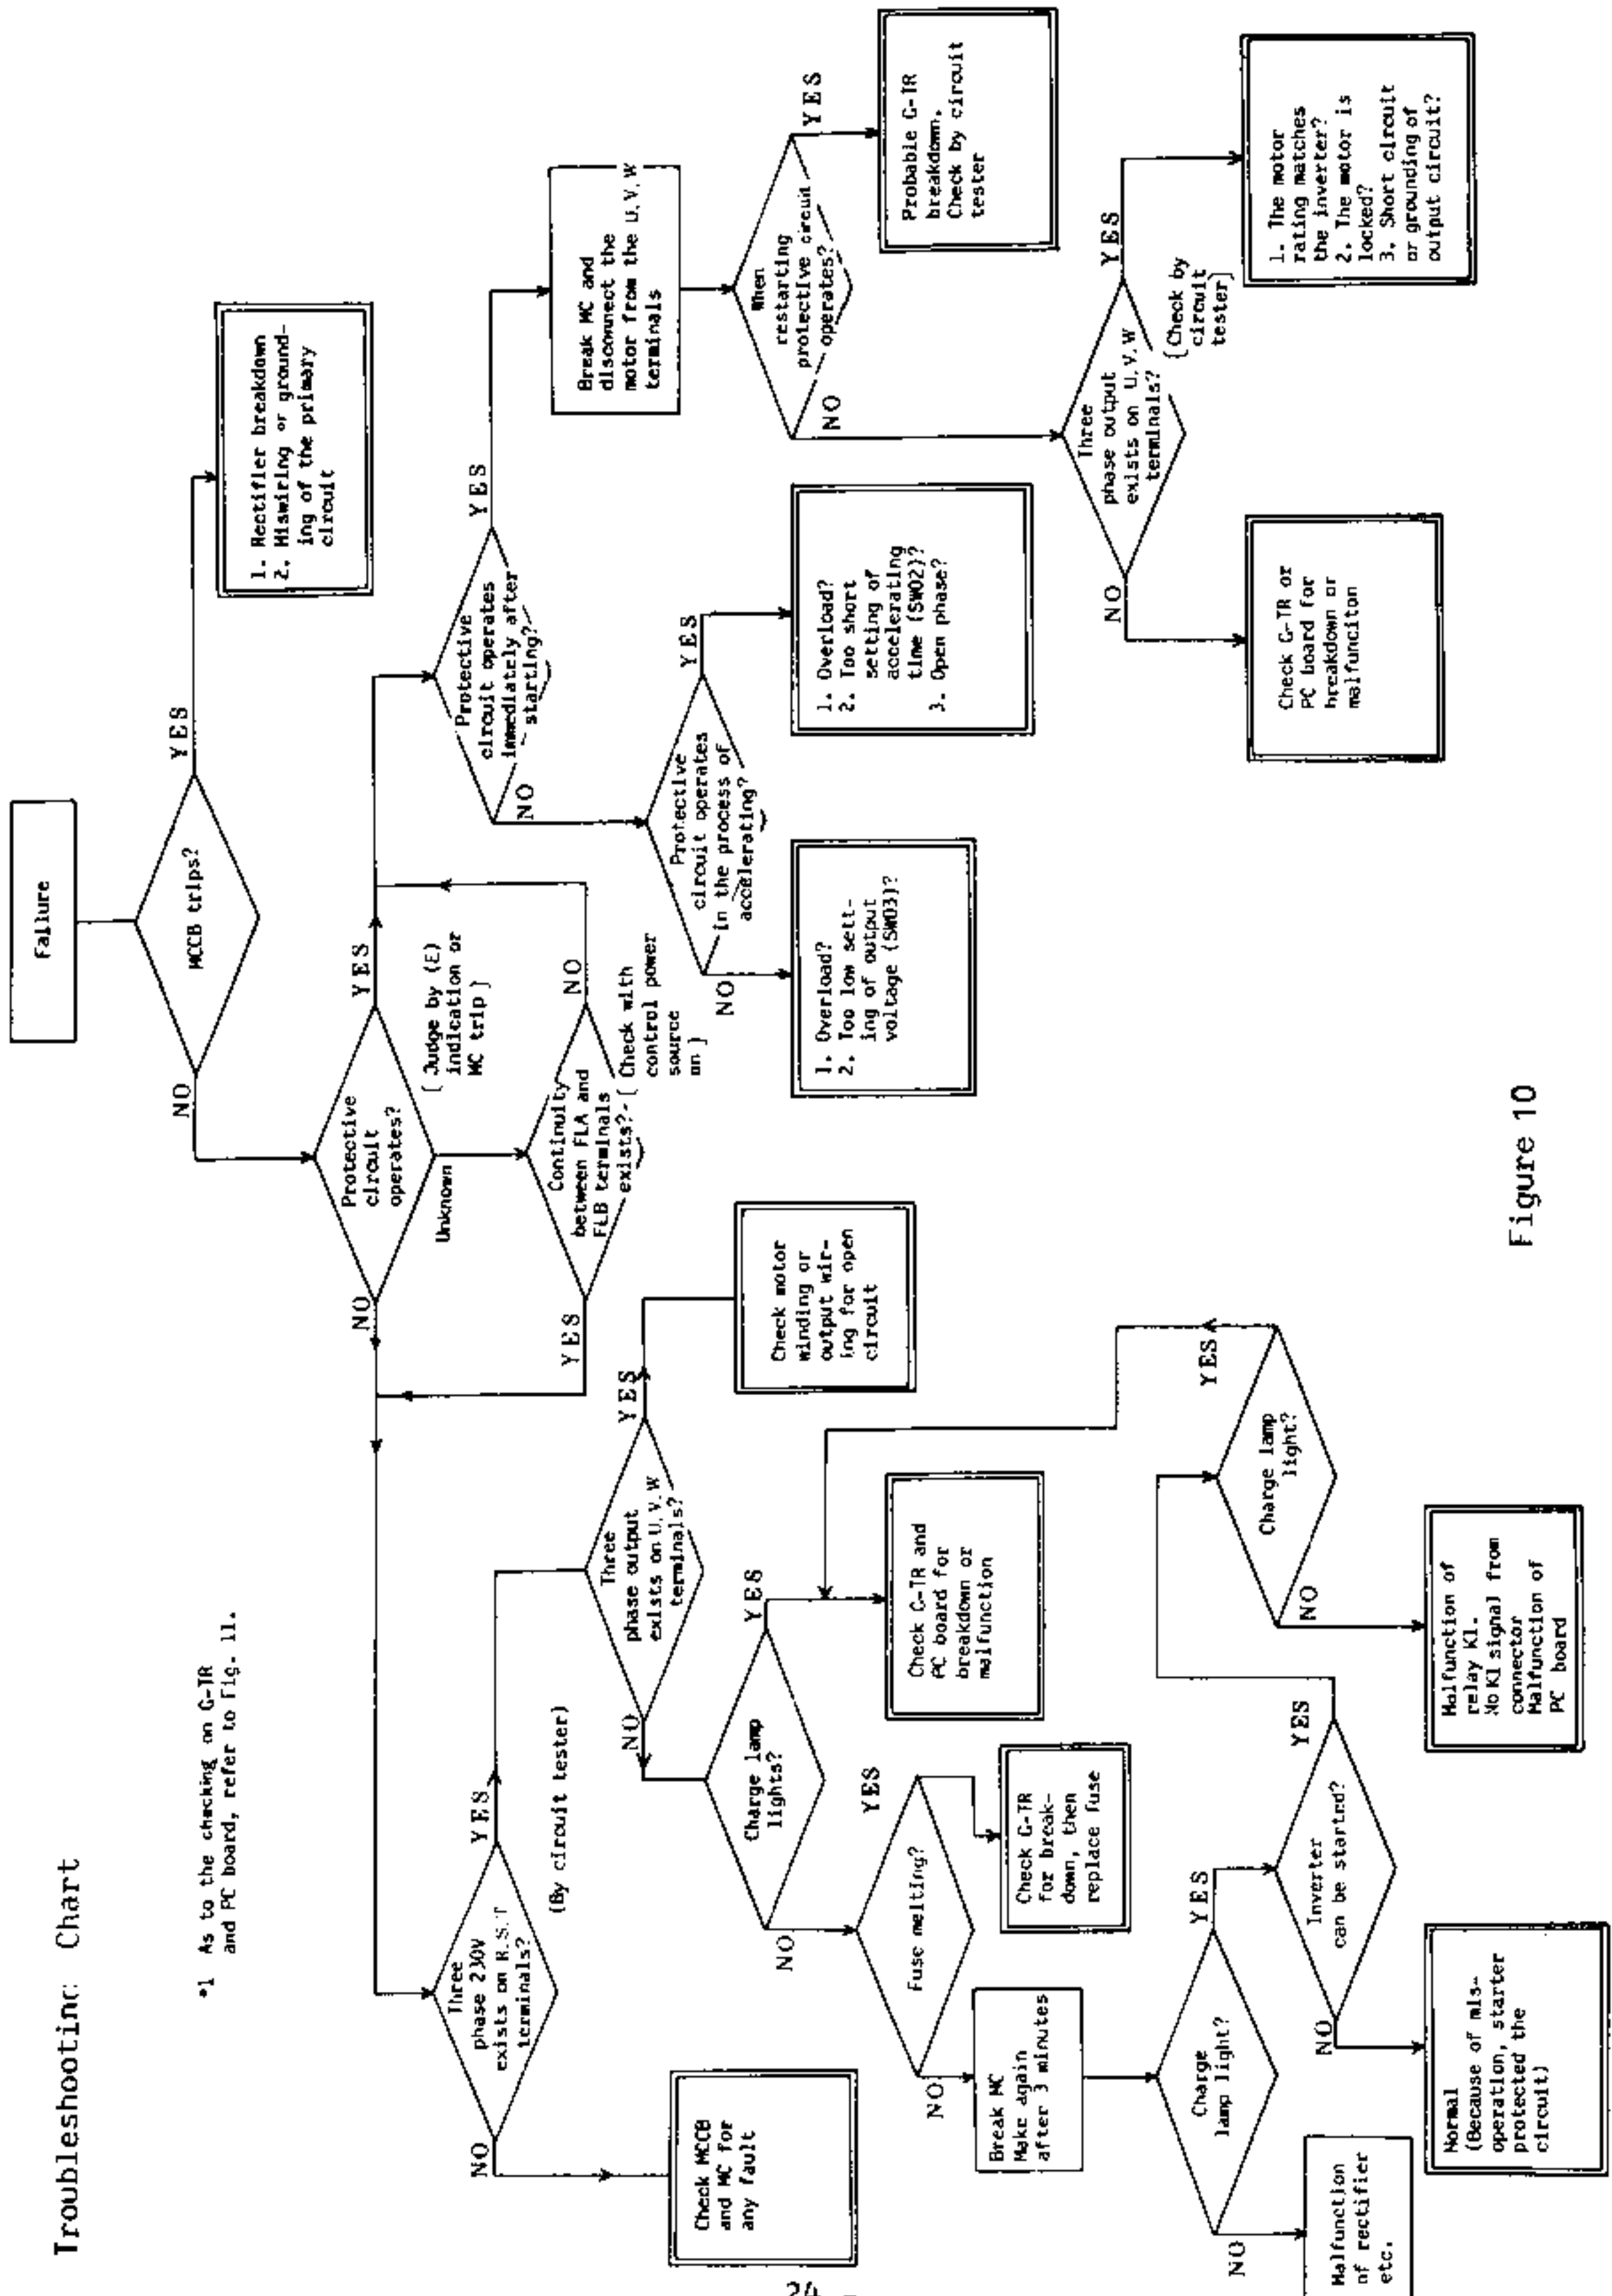 Troubleshooting Chart
*1 As to the checking on G-TR
and PC board, refer to Fig. 11.
Failure
MCCB trips?
YES
NO
1. Rectifier breakdown
2. Miswiring or ground-
ing of the primary
circuit
Protective
circuit
operates?
NO
YES
Unknown
( Judge by (E)
indication or
MC trip )
Continuity
between FLA and
FLB terminals
exists?
YES
NO
( Check with
control power
source
on )
Protective
circuit operates
immediatly after
starting?
YES
NO
Break MC and
disconnect the
motor from the U,V,W
terminals
When
restarting
protective circuit
operates?
YES
NO
Probable G-TR
breakdown.
Check by circuit
tester
Three
phase output
exists on U,V,W
terminals?
NO
YES
(Check by
circuit
tester)
1. The motor
rating matches
the inverter?
2. The motor is
locked?
3. Short circuit
or grounding of
output circuit?
Check G-TR or
PC board for
breakdown or
malfunciton
Protective
circuit operates
in the process of
accelerating?
NO
YES
1. Overload?
2. Too short
setting of
accelerating
time (SW02)?
3. Open phase?
1. Overload?
2. Too low sett-
ing of output
voltage (SW03)?
Three
phase 230V
exists on R.S.T
terminals?
NO
YES
(By circuit tester)
Check MCCB
and MC for
any fault
Three
phase output
exists on U,V,W
terminals?
NO
YES
Check motor
winding or
output wir-
ing for open
circuit
Charge lamp
lights?
NO
YES
Check G-TR and
PC board for
breakdown or
malfunction
Fuse melting?
NO
YES
Check G-TR
for break-
down, then
replace fuse
Break MC
Make again
after 3 minutes
Charge
lamp light?
NO
YES
Malfunction
of rectifier
etc.
Inverter
can be started?
NO
YES
Normal
(Because of mis-
operation, starter
protected the
circuit)
Charge lamp
light?
NO
YES
Malfunction of
relay K1.
No K1 signal from
connector
Malfunction of
PC board
Figure 10
24 -